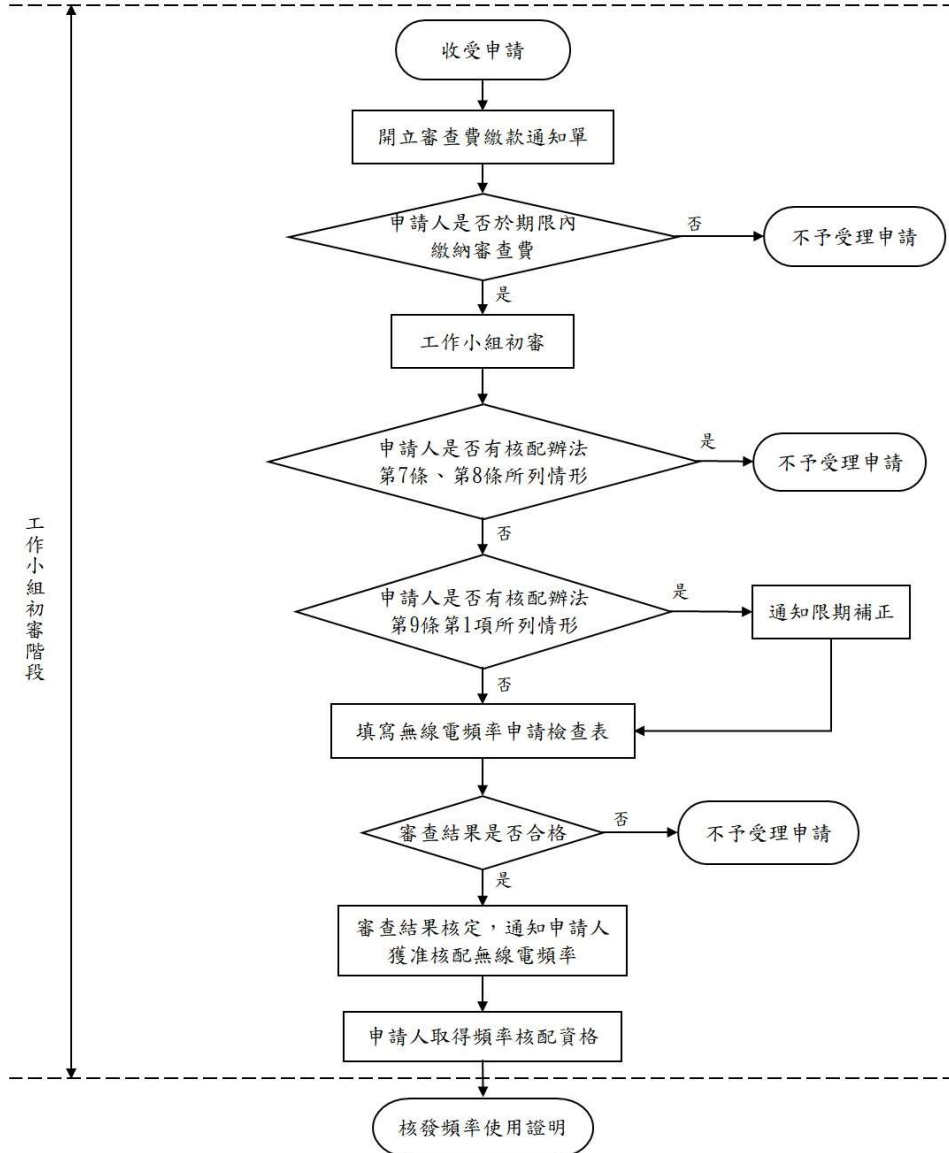 收受申請
開立審查費繳款通知單
申請人是否於期限內
繳納審查費
否
不予受理申請
是
工作小組初審
申請人是否有核配辦法
第7條、第8條所列情形
是
不予受理申請
否
申請人是否有核配辦法
第9條第1項所列情形
是
通知限期補正
否
填寫無線電頻率申請檢查表
審查結果是否合格
否
不予受理申請
是
審查結果核定，通知申請人
獲准核配無線電頻率
申請人取得頻率核配資格
工作小組初審階段
核發頻率使用證明